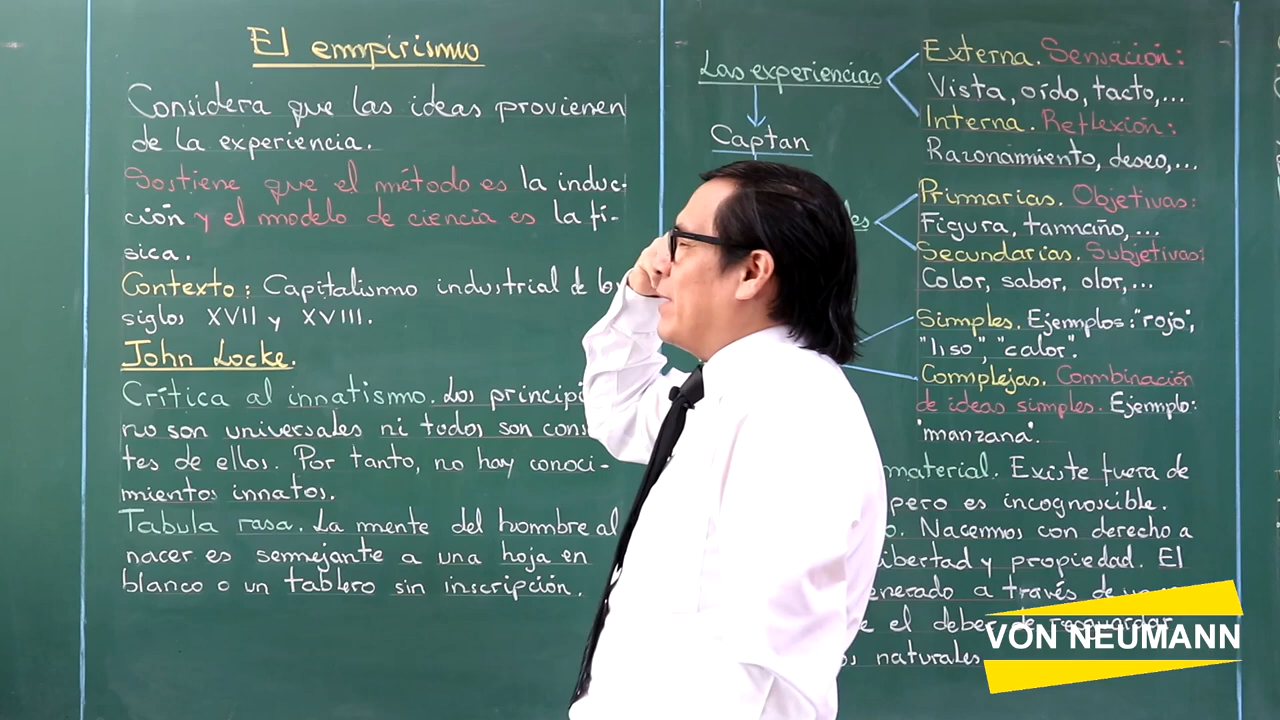 El empirismo
Considera que las ideas provienen
de la experiencia.
Sostiene que el método es la induc-
ción y el modelo de ciencia es la fí-
sica.
Contexto: Capitalismo industrial de los
siglos XVII y XVIII.
John Locke.
Crítica al innatismo. Los principi
no son universales ni todos son cons
tes de ellos. Por tanto, no hay conoci-
mientos innatos.
Tabula rasa. La mente del hombre al
nacer es semejante a una hoja en
blanco o un tablero sin inscripción.
Las experiencias
Captan
Externa. Sensación:
Vista, oído, tacto,...
Interna. Reflexión:
Razonamiento, deseo,...
es
Primarias. Objetivas:
Figura, tamaño,...
Secundarias. Subjetivas:
Color, sabor, olor,...
Simples. Ejemplos: "rojo",
"liso", "calor".
Complejas. Combinación
de ideas simples. Ejemplo:
"manzana".
material. Existe fuera de
pero es incognoscible.
o. Nacemos con derecho a
libertad y propiedad. El
enerado a través de
e el deber de resguardar
os naturales
VON NEUMANN